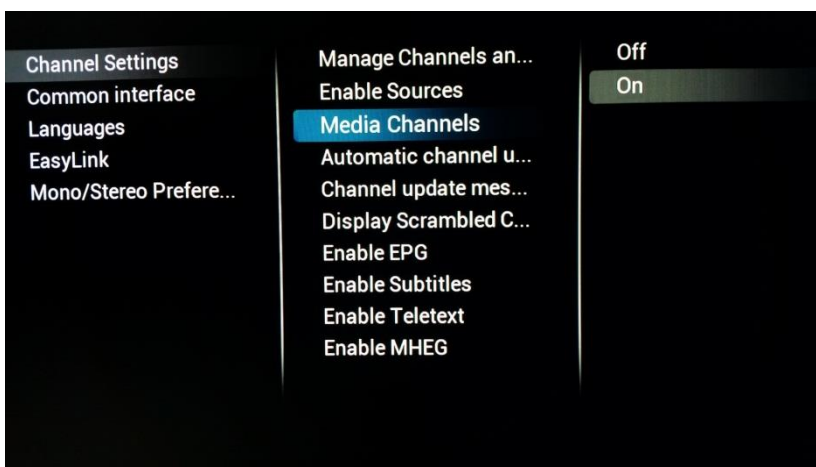 Channel Settings
Common interface
Languages
EasyLink
Mono/Stereo Prefere...
Manage Channels an...
Enable Sources
Media Channels
Automatic channel u...
Channel update mes...
Display Scrambled C...
Enable EPG
Enable Subtitles
Enable Teletext
Enable MHEG
Off
On